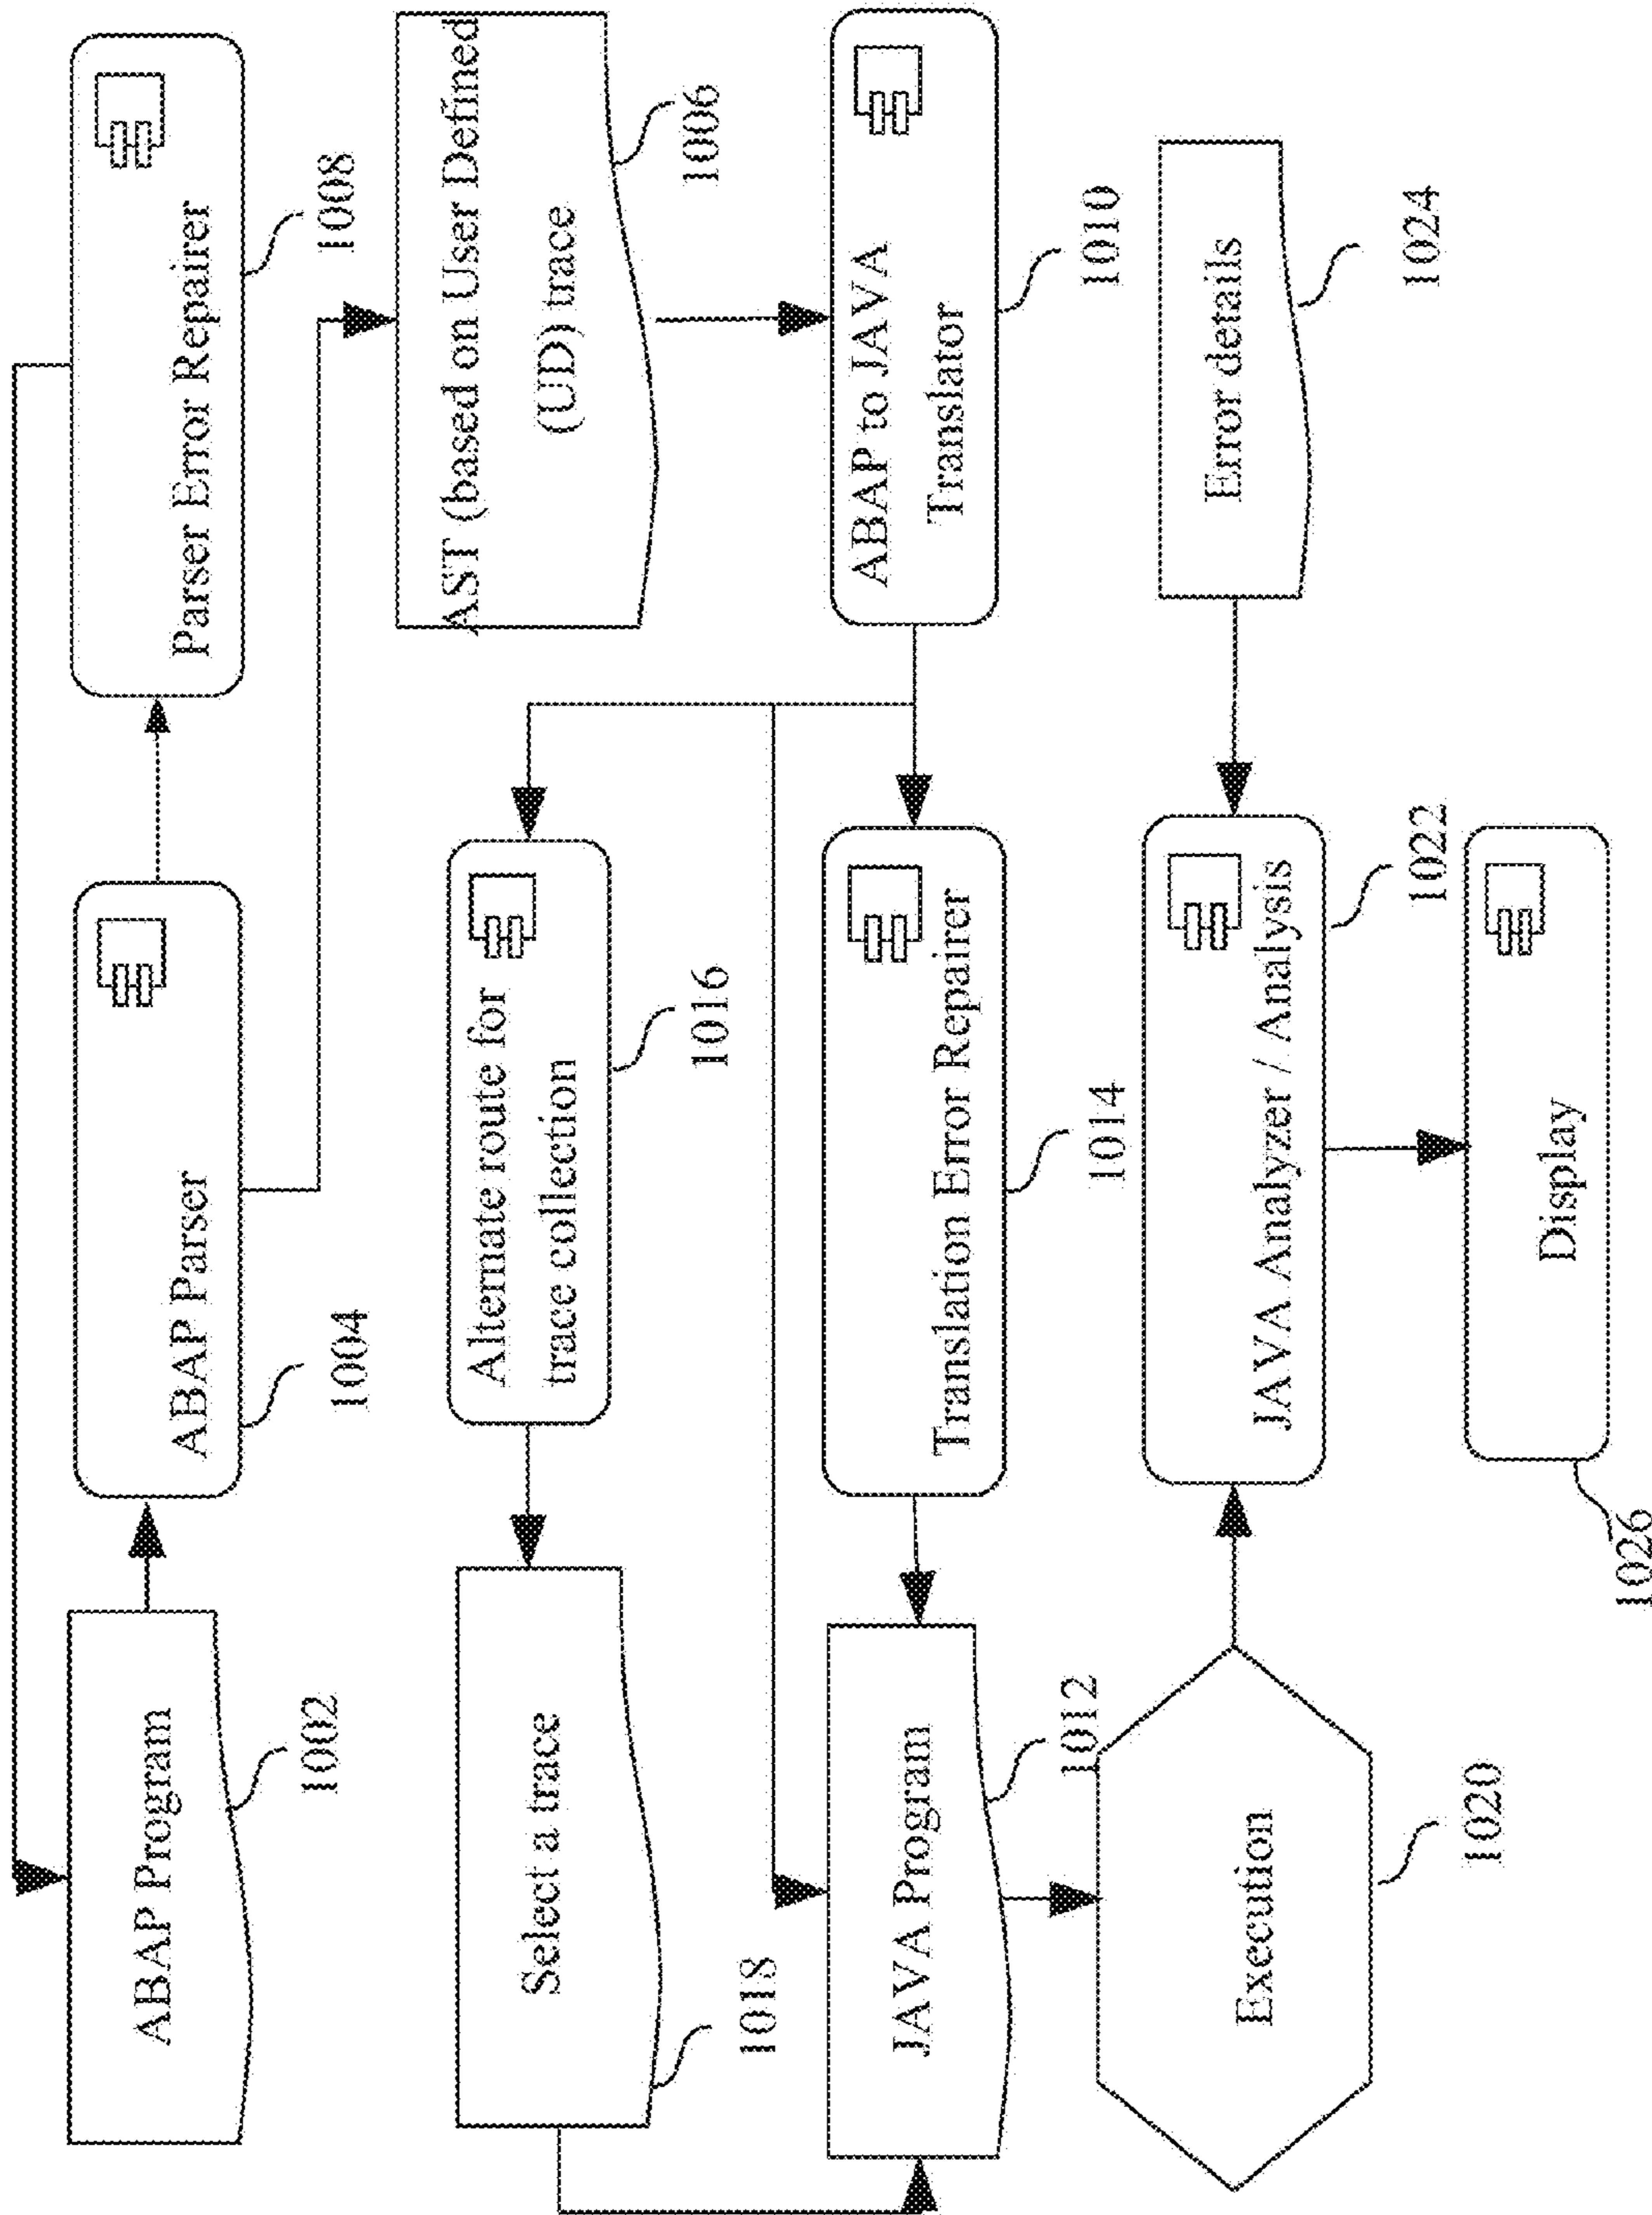 ABAP Program
1002
ABAP Parser
1004
Parser Error Repairer
1008
Select a trace
1018
Alternate route for
trace collection
1016
AST (based on User Defined
(UD) trace
1006
JAVA Program
1012
Translation Error Repairer
1014
ABAP to JAVA
Translator
1010
Execution
1020
JAVA Analyzer / Analysis
1022
Error details
1024
Display
1026